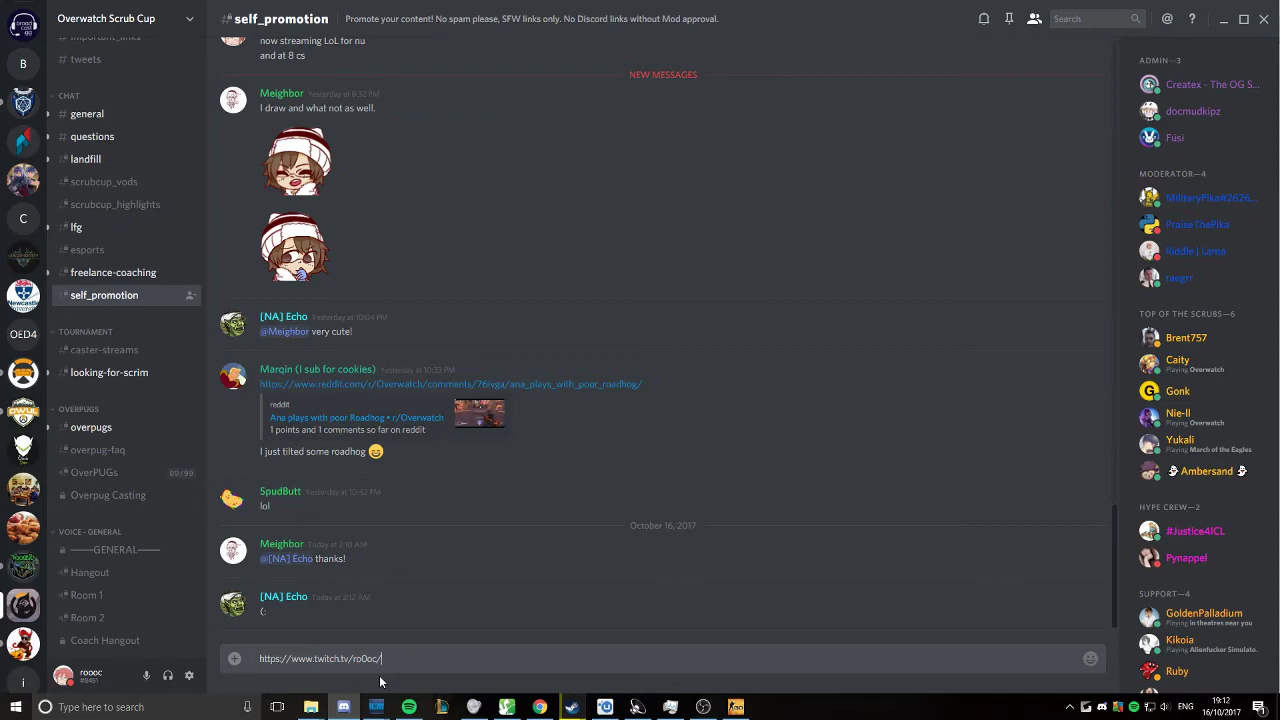 Overwatch Scrub Cup
self_promotion
Promote your content! No spam please, SFW links only. No Discord links without Mod approval.
Search
important_links
tweets
CHAT
general
questions
landfill
scrubcup_vods
scrubcup_highlights
lfg
esports
freelance-coaching
self_promotion
TOURNAMENT
caster-streams
looking-for-scrim
OVERPUGS
overpugs
overpug-faq
OverPUGs 80/99
Overpug Casting
VOICE - GENERAL
GENERAL
Hangout
Room 1
Room 2
Coach Hangout
roooc
#8451
B
C
OED4
i
now streaming LoL for nu
and at 8 cs
NEW MESSAGES
Meighbor Yesterday at 8:32 PM
I draw and what not as well.
[NA] Echo Yesterday at 10:04 PM
@Meighbor very cute!
Marqin (I sub for cookies) Yesterday at 10:33 PM
https://www.reddit.com/r/Overwatch/comments/76ivga/ana_plays_with_poor_roadhog/
reddit
Ana plays with poor Roadhog • r/Overwatch
1 points and 1 comments so far on reddit
I just tilted some roadhog
SpudButt Yesterday at 10:42 PM
lol
October 16, 2017
Meighbor Today at 2:10 AM
@[NA] Echo thanks!
[NA] Echo Today at 2:12 AM
(:
https://www.twitch.tv/ro0oc/
ADMIN—3
Createx - The OG S...
docmudkipz
Fúsi
MODERATOR—4
MilitaryPika#2626...
PraiseThePika
Riddle | Lama
raegrr
TOP OF THE SCRUBS—6
Brent757
Caity
Playing Overwatch
Gonk
Nie-ll
Playing Overwatch
Yukali
Playing March of the Eagles
Ambersand
HYPE CREW—2
#Justice4ICL
Pynappel
SUPPORT—4
GoldenPalladium
Playing in theatres near you
Kikoia
Playing Alienfucker Simulato..
Ruby
Type here to search
ENG
19:12
16/10/2017